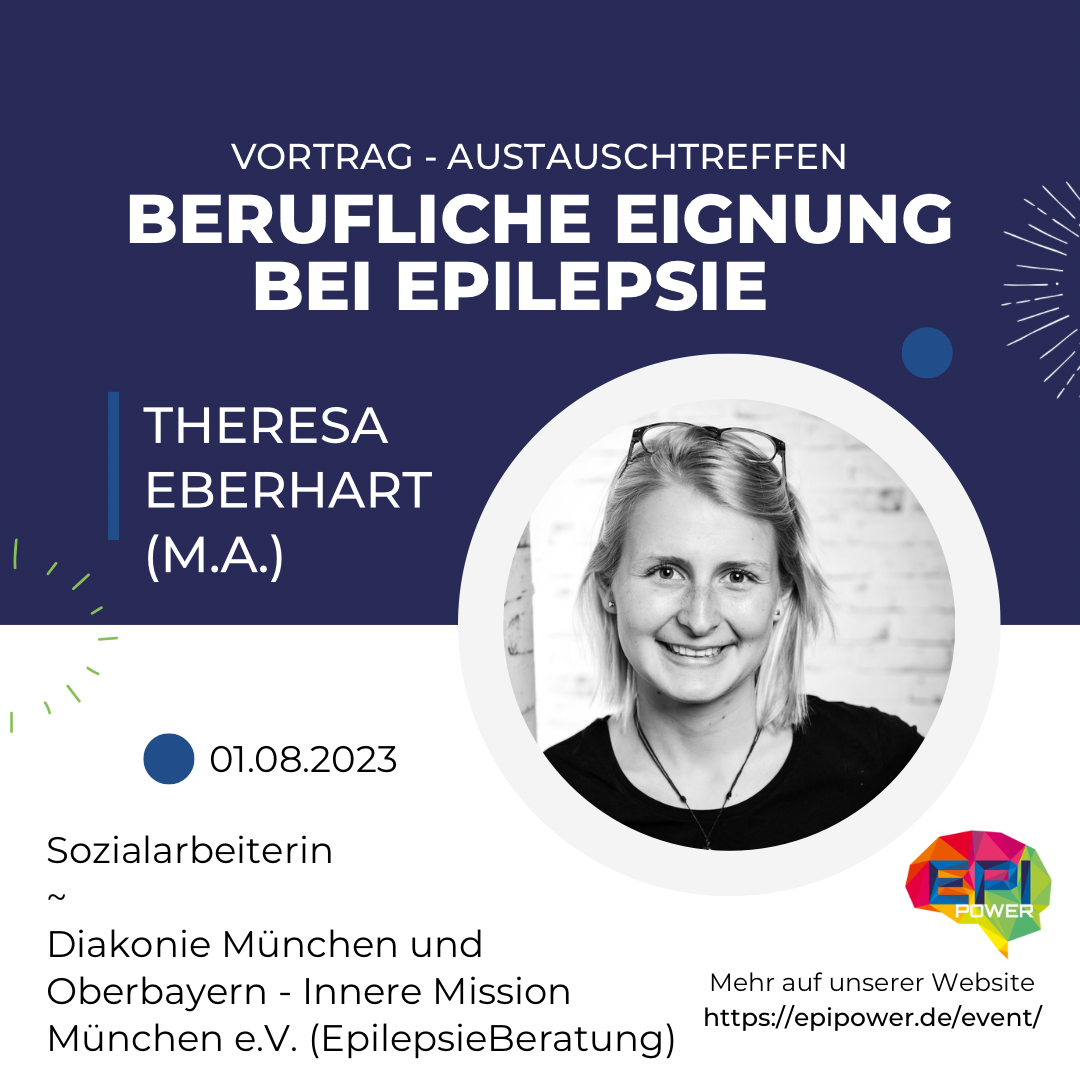 VORTRAG - AUSTAUSCHTREFFEN
BERUFLICHE EIGNUNG
BEI EPILEPSIE
THERESA
EBERHART
(M.A.)
01.08.2023
Sozialarbeiterin
~
Diakonie München und
Oberbayern - Innere Mission
München e.V. (EpilepsieBeratung)
EPI
POWER
Mehr auf unserer Website
https://epipower.de/event/